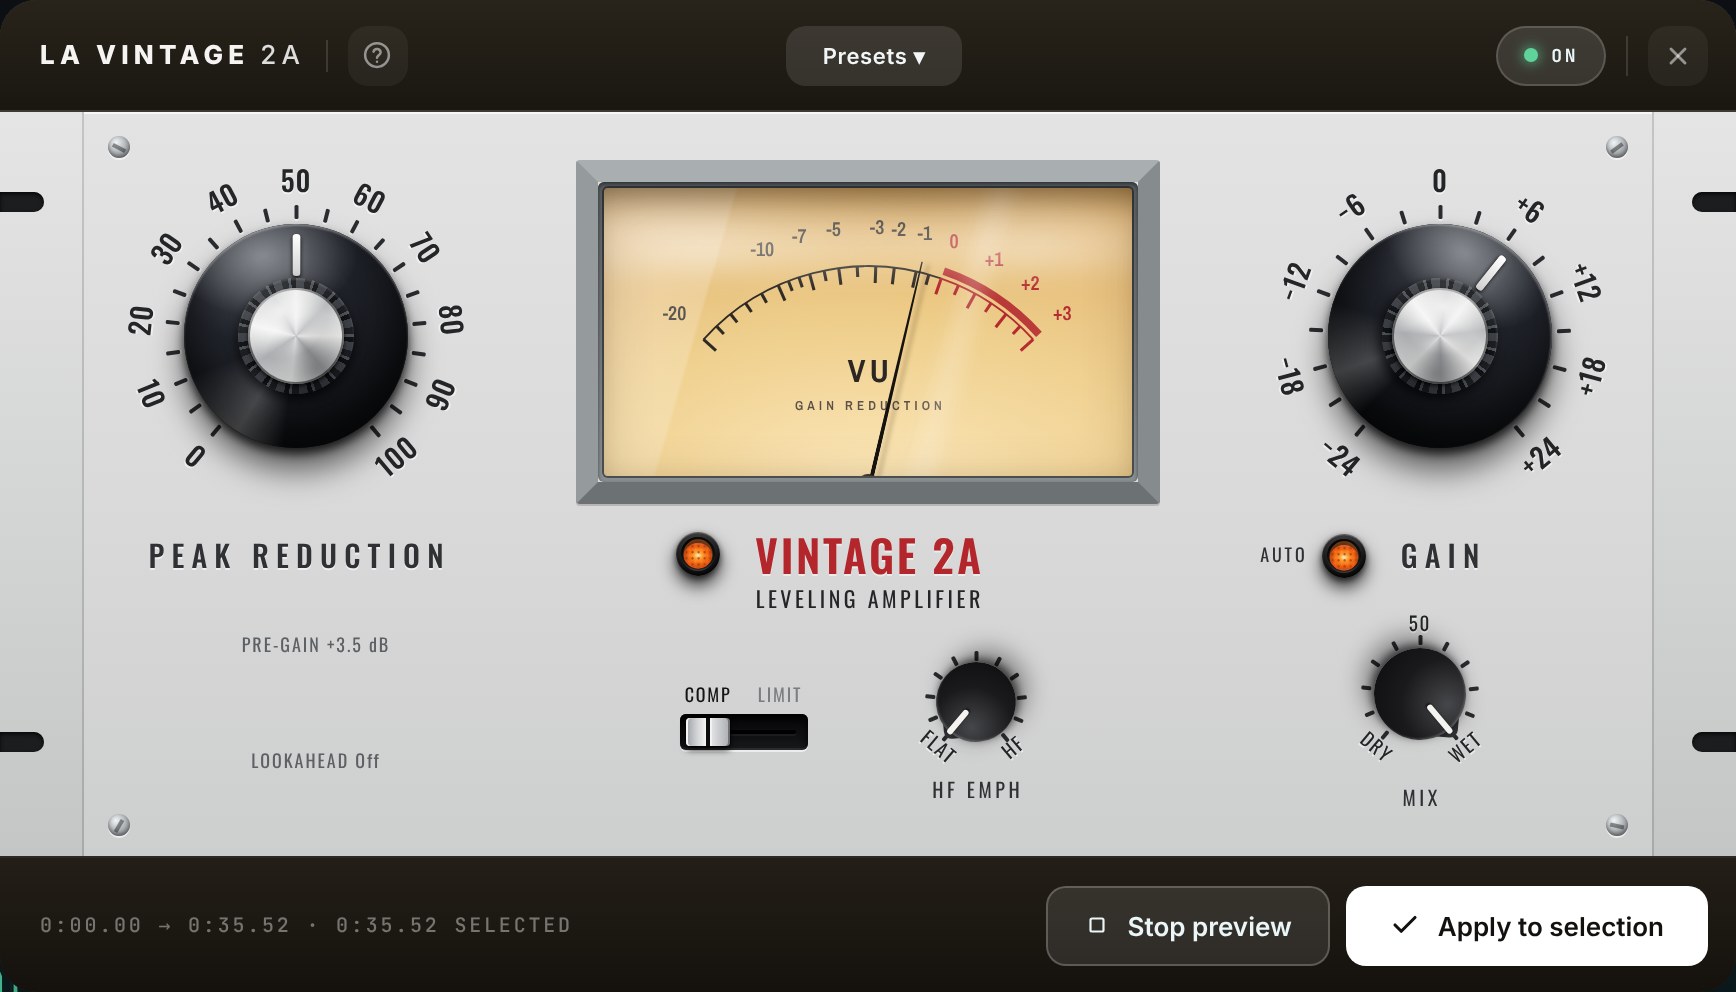 LA VINTAGE 2A
Presets ▾
ON
50
40
60
30
70
20
80
10
90
0
100
PEAK REDUCTION
PRE-GAIN +3.5 dB
LOOKAHEAD Off
-20
-10
-7
-5
-3
-2
-1
0
+1
+2
+3
VU
GAIN REDUCTION
VINTAGE 2A
LEVELING AMPLIFIER
COMP LIMIT
FLAT HF
HF EMPH
0
-6
+6
-12
+12
-18
+18
-24
+24
AUTO
GAIN
50
DRY WET
MIX
0:00.00 → 0:35.52 · 0:35.52 SELECTED
Stop preview
Apply to selection